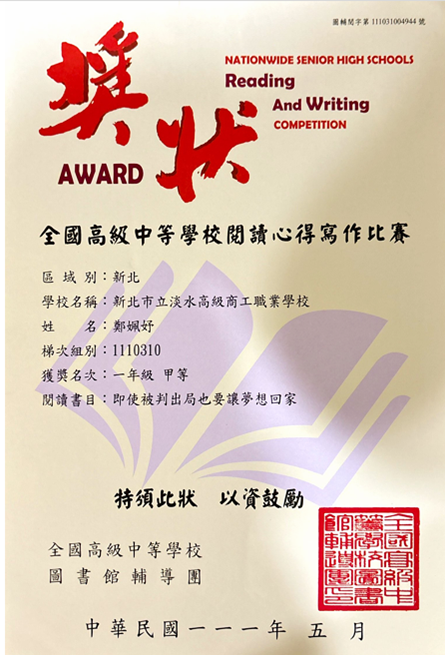 圖輔閱字第 111031004944 號
獎狀
AWARD
NATIONWIDE SENIOR HIGH SCHOOLS
Reading
And Writing
COMPETITION
全國高級中等學校閱讀心得寫作比賽
區 域 別：新北
學校名稱：新北市立淡水高級商工職業學校
姓　　名：鄭姵妤
梯次組別：1110310
獲獎名次：一年級 甲等
閱讀書目：即使被判出局也要讓夢想回家
特頒此狀　以資鼓勵
全國高級中等學校
圖書館輔導團
全國高級中
等學校圖書
館輔導團印
中華民國一一一年 五 月